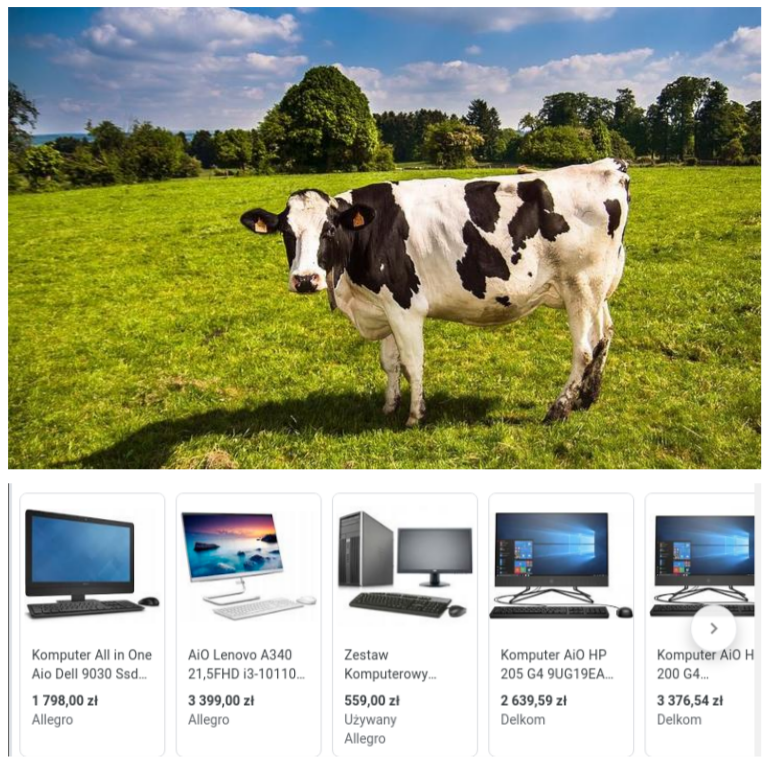 Komputer All in One
Aio Dell 9030 Ssd...
1 798,00 zł
Allegro
AiO Lenovo A340
21,5FHD i3-10110...
3 399,00 zł
Allegro
Zestaw
Komputerowy...
559,00 zł
Używany
Allegro
Komputer AiO HP
205 G4 9UG19EA...
2 639,59 zł
Delkom
Komputer AiO H
200 G4...
3 376,54 zł
Delkom